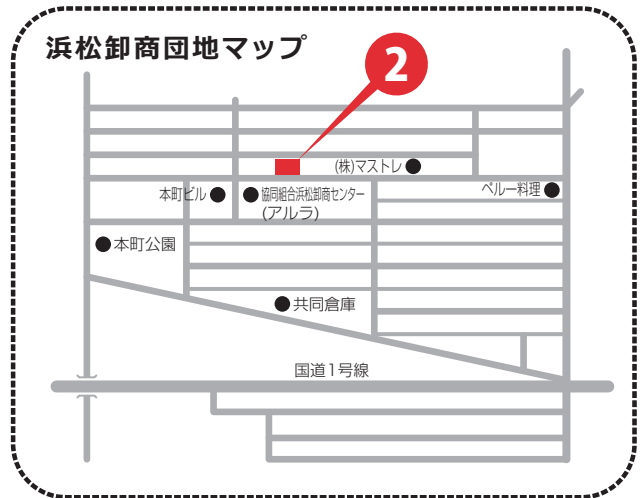 浜松卸商団地マップ
2
(株)マストレ
本町ビル
協同組合浜松卸商センター
(アルラ)
ペルー料理
本町公園
共同倉庫
国道1号線